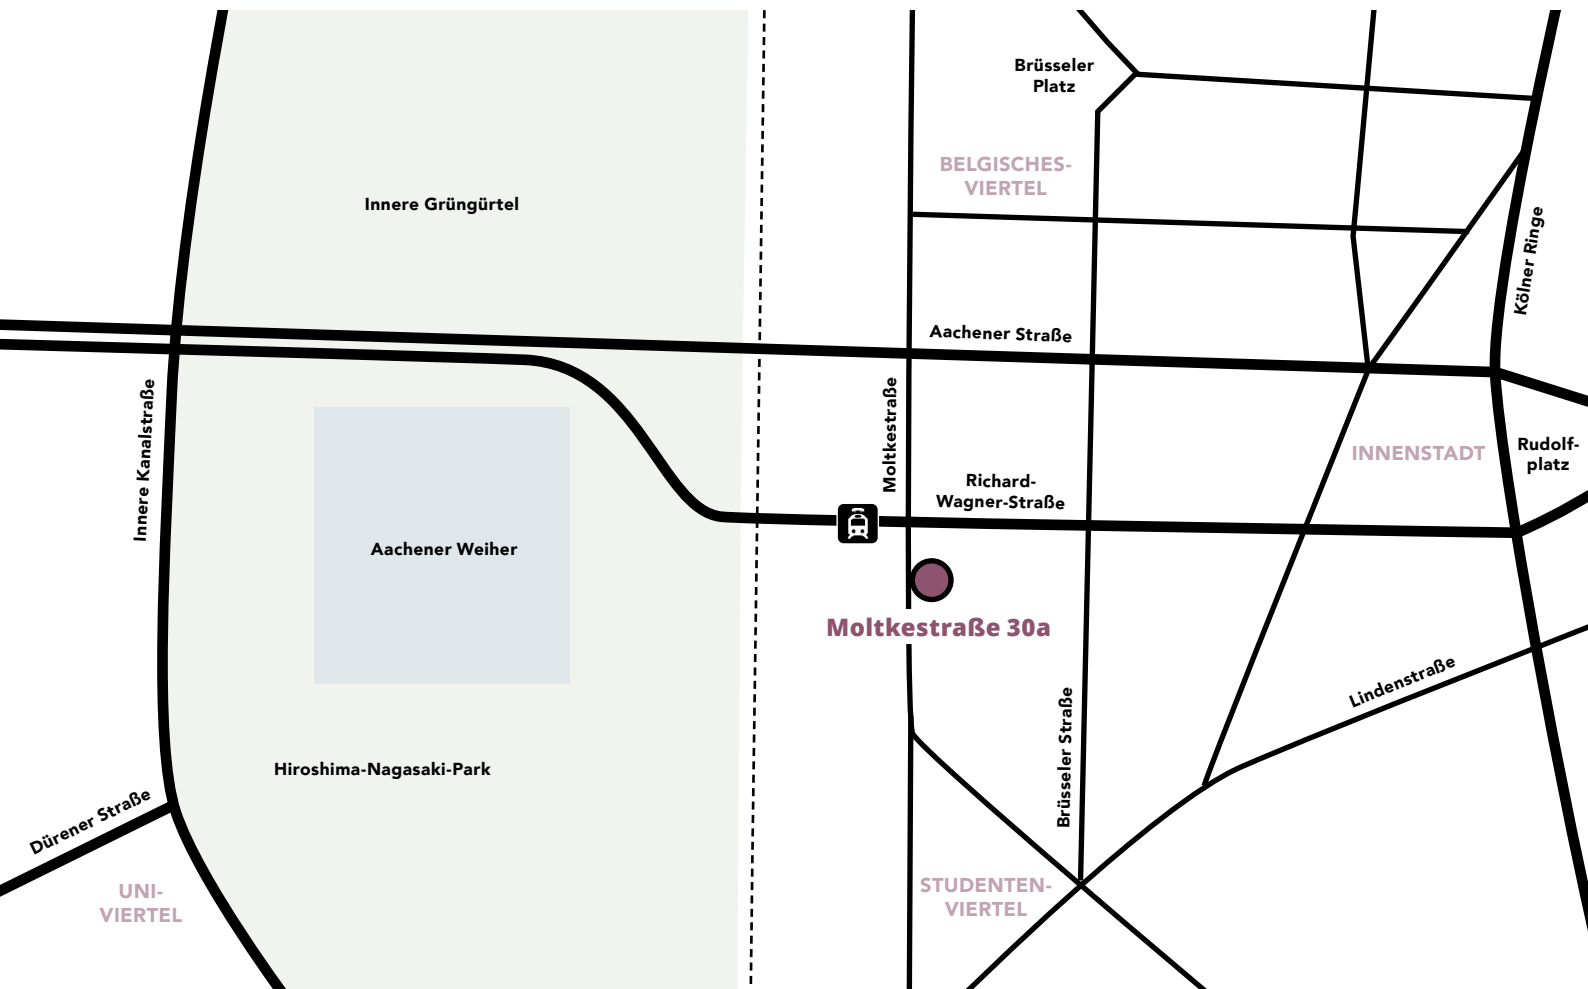 Brüsseler
Platz
BELGISCHES-
VIERTEL
Innere Grüngürtel
Kölner Ringe
Aachener Straße
Innere Kanalstraße
Moltkestraße
INNENSTADT
Rudolf-
platz
Richard-
Wagner-Straße
Aachener Weiher
Moltkestraße 30a
Lindenstraße
Brüsseler Straße
Hiroshima-Nagasaki-Park
Dürener Straße
UNI-
VIERTEL
STUDENTEN-
VIERTEL